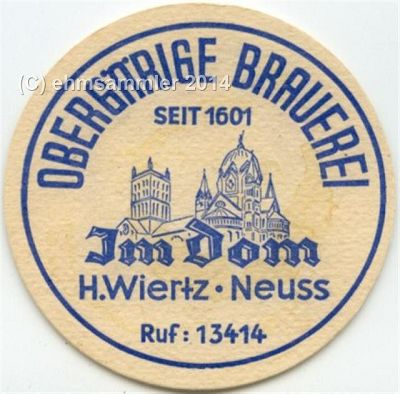 OBERGÄRIGE BRAUEREI
(C) ehmsammler 2014
SEIT 1601
Im Dom
H. Wiertz · Neuss
Ruf: 13414